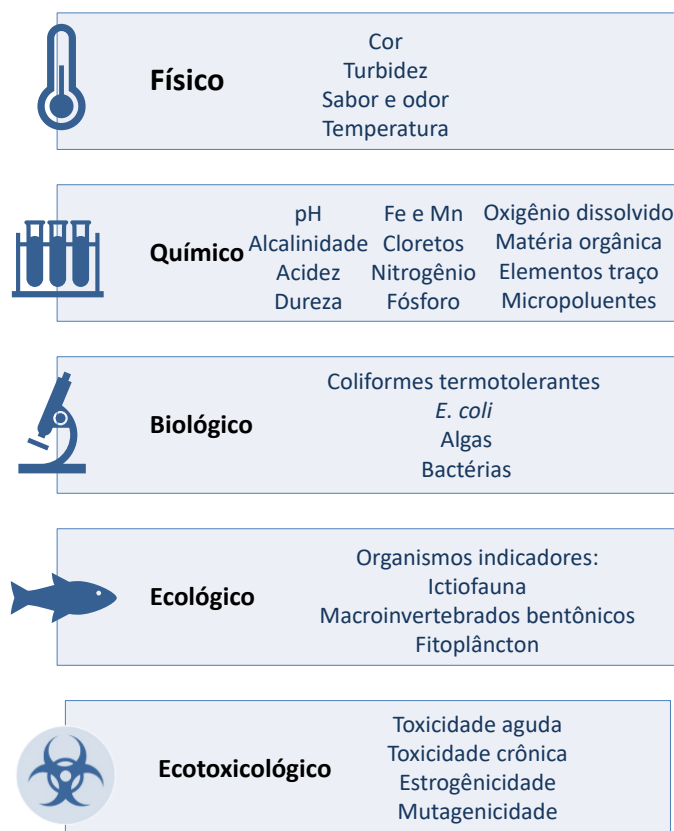 Físico
Cor
Turbidez
Sabor e odor
Temperatura
Químico
pH
Alcalinidade
Acidez
Dureza
Fe e Mn
Cloretos
Nitrogênio
Fósforo
Oxigênio dissolvido
Matéria orgânica
Elementos traço
Micropoluentes
Biológico
Coliformes termotolerantes
E. coli
Algas
Bactérias
Ecológico
Organismos indicadores:
Ictiofauna
Macroinvertebrados bentônicos
Fitoplâncton
Ecotoxicológico
Toxicidade aguda
Toxicidade crônica
Estrogênicidade
Mutagenicidade